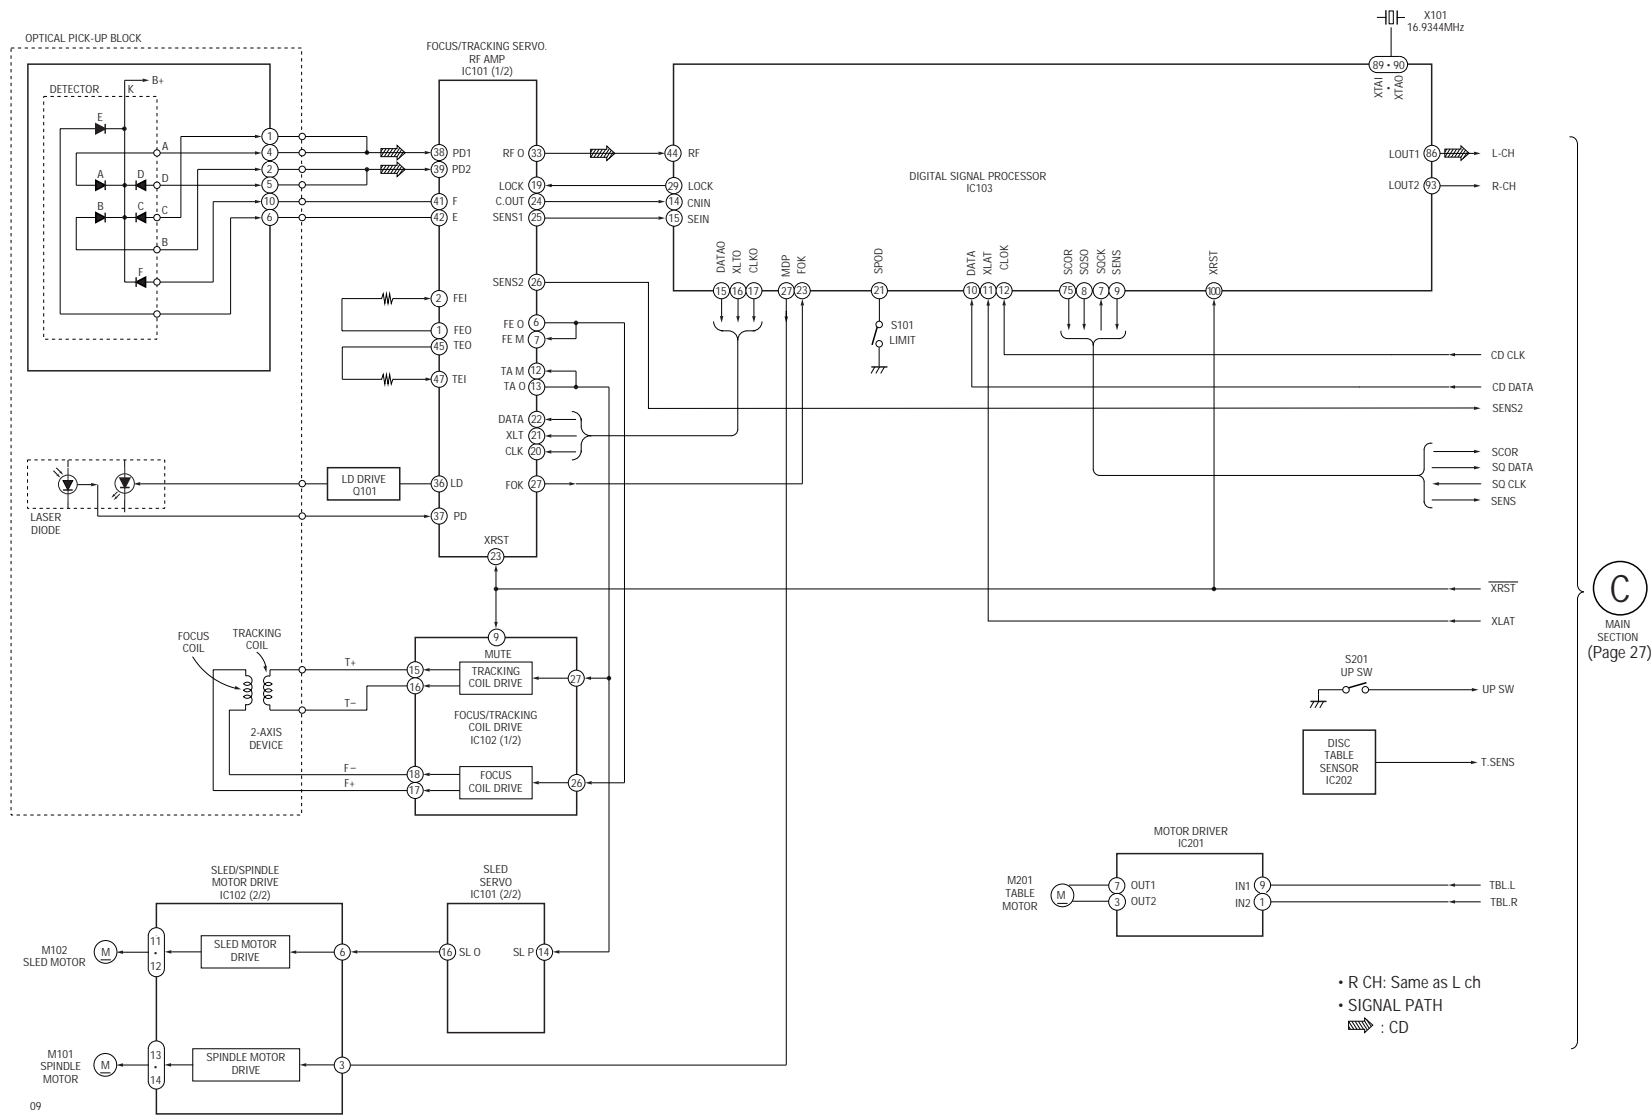 X101
16.9344MHz
OPTICAL PICK-UP BLOCK
FOCUS/TRACKING SERVO.
RF AMP
IC101 (1/2)
89 • 90
XTAI • XTAO
DETECTOR
B+
K
E
A
A
D
D
B
C
C
B
F
1
4
2
5
10
6
38 PD1
39 PD2
41 F
42 E
2 FEI
1 FEO
45 TEO
47 TEI
36 LD
37 PD
RF O 33
LOCK 19
C.OUT 24
SENS1 25
SENS2 26
FE O 6
FE M 7
TA M 12
TA O 13
DATA 22
XLT 21
CLK 20
FOK 27
XRST
23
44 RF
29 LOCK
14 CNIN
15 SEIN
DIGITAL SIGNAL PROCESSOR
IC103
LOUT1 86
L-CH
LOUT2 93
R-CH
DATAO
XLTO
CLKO
MDP
FOK
SPOD
DATA
XLAT
CLOK
SCOR
SQSO
SQCK
SENS
XRST
15 16 17 27 23 21 10 11 12 75 8 7 9 100
S101
LIMIT
CD CLK
CD DATA
SENS2
SCOR
SQ DATA
SQ CLK
SENS
LASER
DIODE
LD DRIVE
Q101
XRST
XLAT
C
MAIN
SECTION
(Page 27)
FOCUS
COIL
TRACKING
COIL
2-AXIS
DEVICE
T+
T–
F–
F+
9
MUTE
15
16
18
17
TRACKING
COIL DRIVE
27
FOCUS/TRACKING
COIL DRIVE
IC102 (1/2)
FOCUS
COIL DRIVE
26
S201
UP SW
UP SW
DISC
TABLE
SENSOR
IC202
T.SENS
MOTOR DRIVER
IC201
M201
TABLE
MOTOR
M
7 OUT1
3 OUT2
IN1 9
IN2 1
TBL.L
TBL.R
SLED/SPINDLE
MOTOR DRIVE
IC102 (2/2)
SLED
SERVO
IC101 (2/2)
M102
SLED MOTOR
M
11
•
12
SLED MOTOR
DRIVE
6
16 SL O
SL P 14
M101
SPINDLE
MOTOR
M
13
•
14
SPINDLE MOTOR
DRIVE
3
• R CH: Same as L ch
• SIGNAL PATH
: CD
09